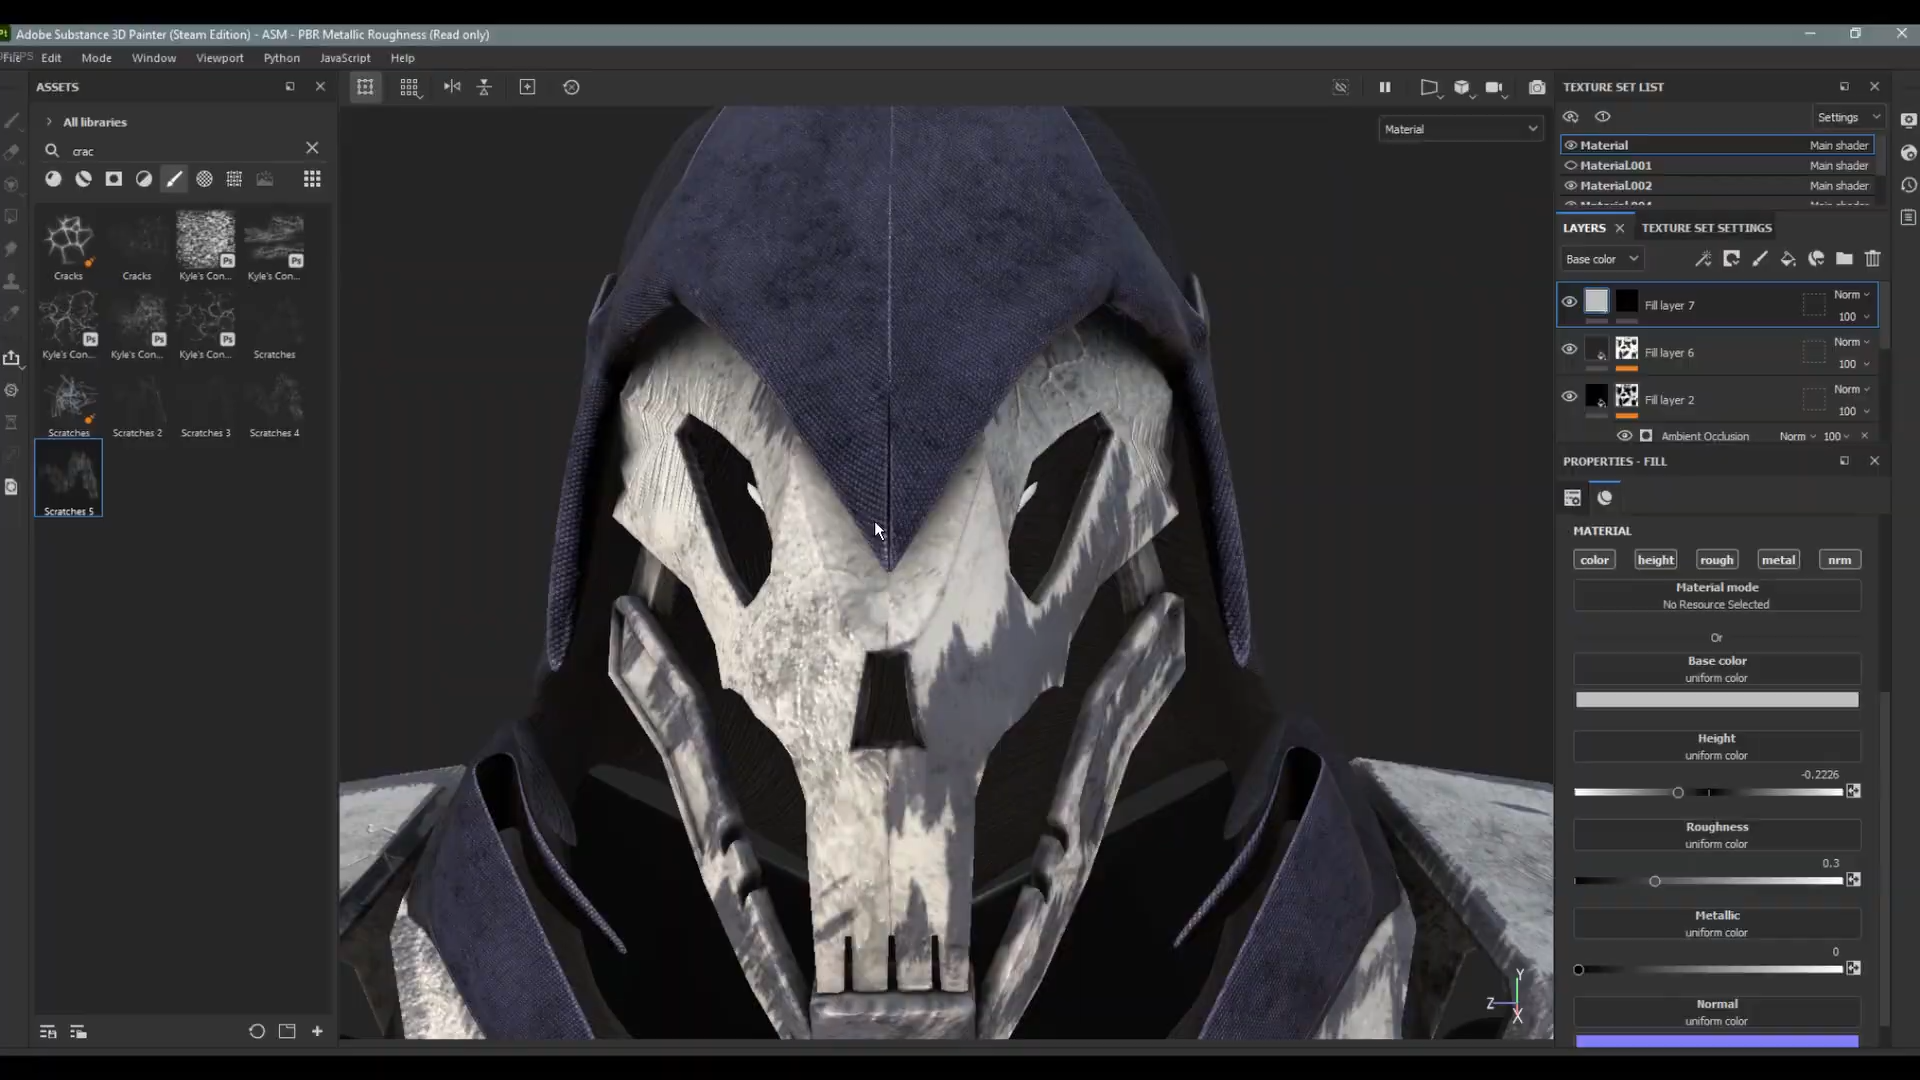 Pt Adobe Substance 3D Painter (Steam Edition) - ASM - PBR Metallic Roughness (Read only)
File Edit Mode Window Viewport Python JavaScript Help
ASSETS
All libraries
crac
Cracks Cracks Kyle's Con... Kyle's Con...
Kyle's Con... Kyle's Con... Kyle's Con... Scratches
Scratches Scratches 2 Scratches 3 Scratches 4
Scratches 5
Material
Y
Z
X
TEXTURE SET LIST
Settings
Material Main shader
Material.001 Main shader
Material.002 Main shader
LAYERS TEXTURE SET SETTINGS
Base color
Fill layer 7 Norm
100
Fill layer 6 Norm
100
Fill layer 2 Norm
100
Ambient Occlusion Norm 100
PROPERTIES - FILL
MATERIAL
color height rough metal nrm
Material mode
No Resource Selected
Or
Base color
uniform color
Height
uniform color
-0.2226
Roughness
uniform color
0.3
Metallic
uniform color
0
Normal
uniform color